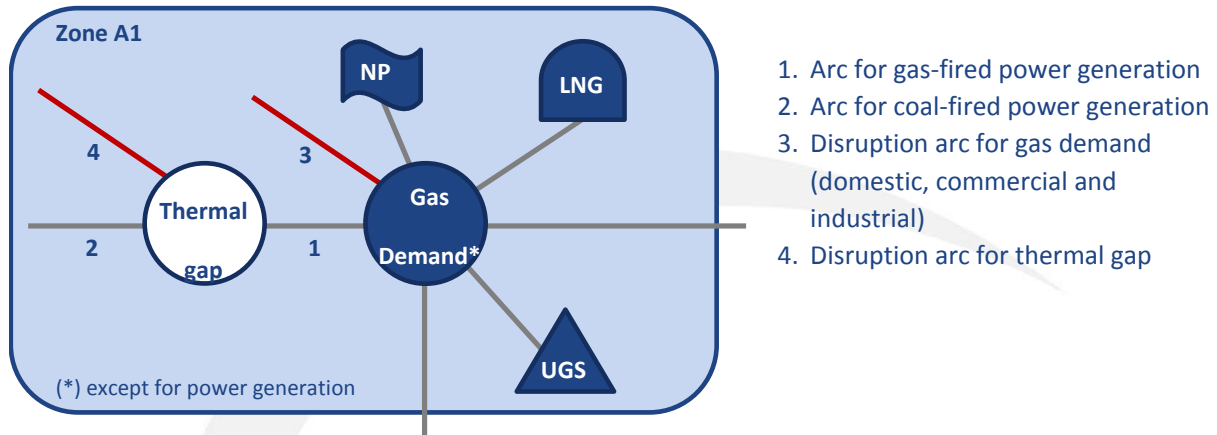 Zone A1
NP
LNG
4
3
Thermal
gap
Gas
Demand*
2
1
UGS
(*) except for power generation
1. Arc for gas-fired power generation
2. Arc for coal-fired power generation
3. Disruption arc for gas demand
(domestic, commercial and
industrial)
4. Disruption arc for thermal gap